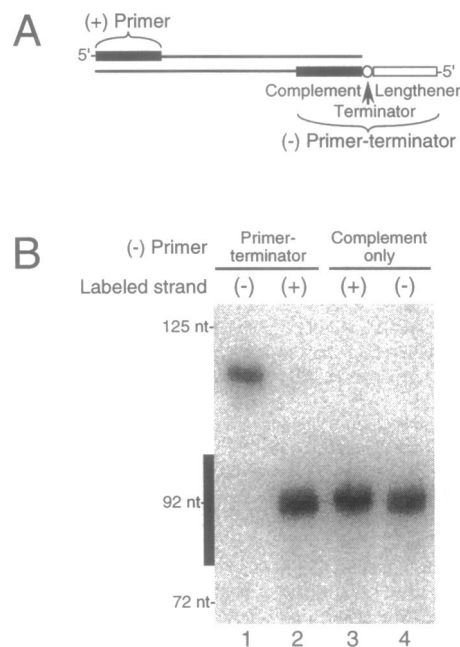 A
(+) Primer
5'-
-5'
Complement
Lengthener
Terminator
(-) Primer-terminator
B
(-) Primer
Primer-
terminator
Complement
only
Labeled strand (-) (+) (+) (-)
125 nt-
92 nt-
72 nt-
1 2 3 4